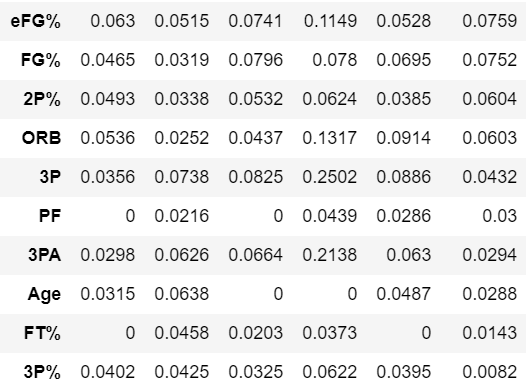 eFG% 0.063 0.0515 0.0741 0.1149 0.0528 0.0759
FG% 0.0465 0.0319 0.0796 0.078 0.0695 0.0752
2P% 0.0493 0.0338 0.0532 0.0624 0.0385 0.0604
ORB 0.0536 0.0252 0.0437 0.1317 0.0914 0.0603
3P 0.0356 0.0738 0.0825 0.2502 0.0886 0.0432
PF 0 0.0216 0 0.0439 0.0286 0.03
3PA 0.0298 0.0626 0.0664 0.2138 0.063 0.0294
Age 0.0315 0.0638 0 0 0.0487 0.0288
FT% 0 0.0458 0.0203 0.0373 0 0.0143
3P% 0.0402 0.0425 0.0325 0.0622 0.0395 0.0082